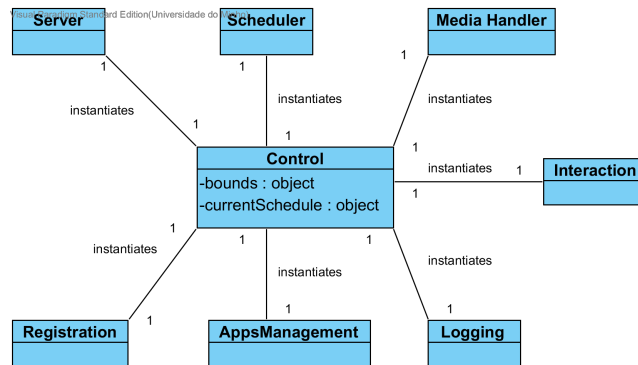 Visual Paradigm Standard Edition(Universidade do Minho)
Server
Scheduler
Media Handler
1
1
1
instantiates
instantiates
instantiates
1
1
1
Control
-bounds : object
-currentSchedule : object
instantiates
1
1
Interaction
1
1
1
instantiates
instantiates
instantiates
1
1
1
Registration
AppsManagement
Logging